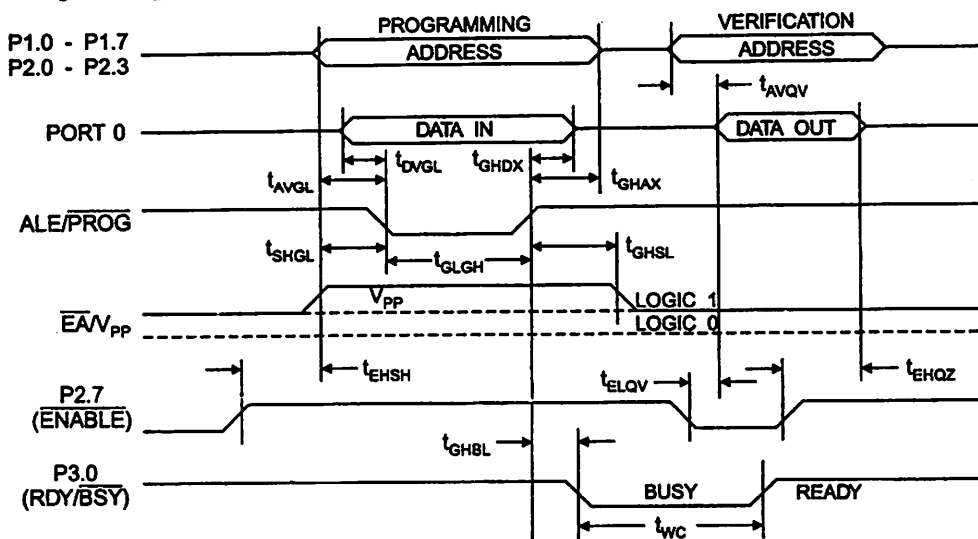 PROGRAMMING
VERIFICATION
P1.0 - P1.7
P2.0 - P2.3
ADDRESS
ADDRESS
tAVQV
PORT 0
DATA IN
DATA OUT
tDVGL
tGHDX
tAVGL
tGHAX
ALE/PROG
tSHGL
tGLGH
tGHSL
VPP
LOGIC 1
LOGIC 0
EA/VPP
tEHSH
tELQV
tEHQZ
P2.7
(ENABLE)
tGHBL
P3.0
(RDY/BSY)
BUSY
READY
tWC